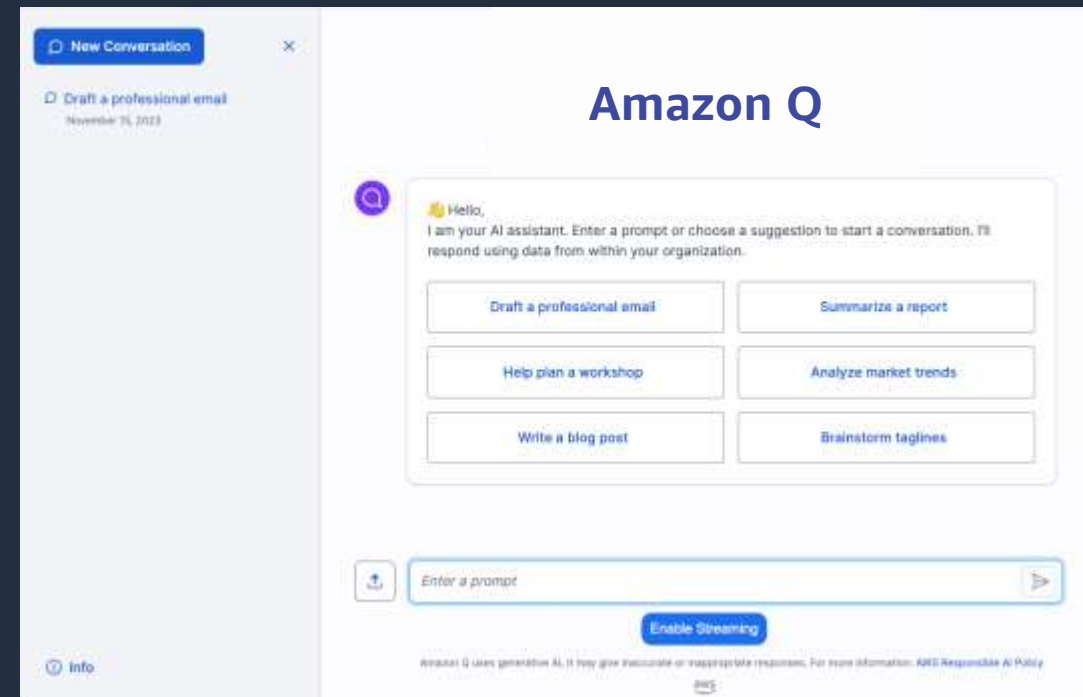 New Conversation
Draft a professional email
November 15, 2023
Amazon Q
👋 Hello,
I am your AI assistant. Enter a prompt or choose a suggestion to start a conversation. I'll
respond using data from within your organization.
Draft a professional email
Summarize a report
Help plan a workshop
Analyze market trends
Write a blog post
Brainstorm taglines
Enter a prompt
Enable Streaming
Amazon Q uses generative AI. It may give inaccurate or inappropriate responses. For more information: AWS Responsible AI Policy
aws
Info